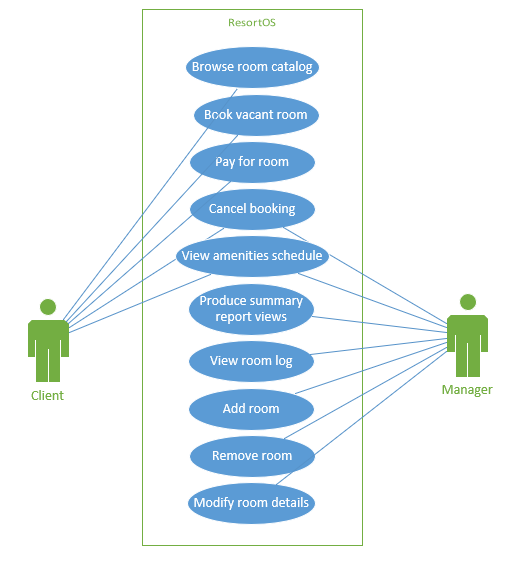 ResortOS
Browse room catalog
Book vacant room
Pay for room
Cancel booking
View amenities schedule
Produce summary
report views
View room log
Add room
Remove room
Modify room details
Client
Manager